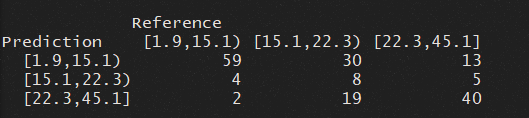 Reference
Prediction [1.9,15.1) [15.1,22.3) [22.3,45.1]
[1.9,15.1) 59 30 13
[15.1,22.3) 4 8 5
[22.3,45.1] 2 19 40